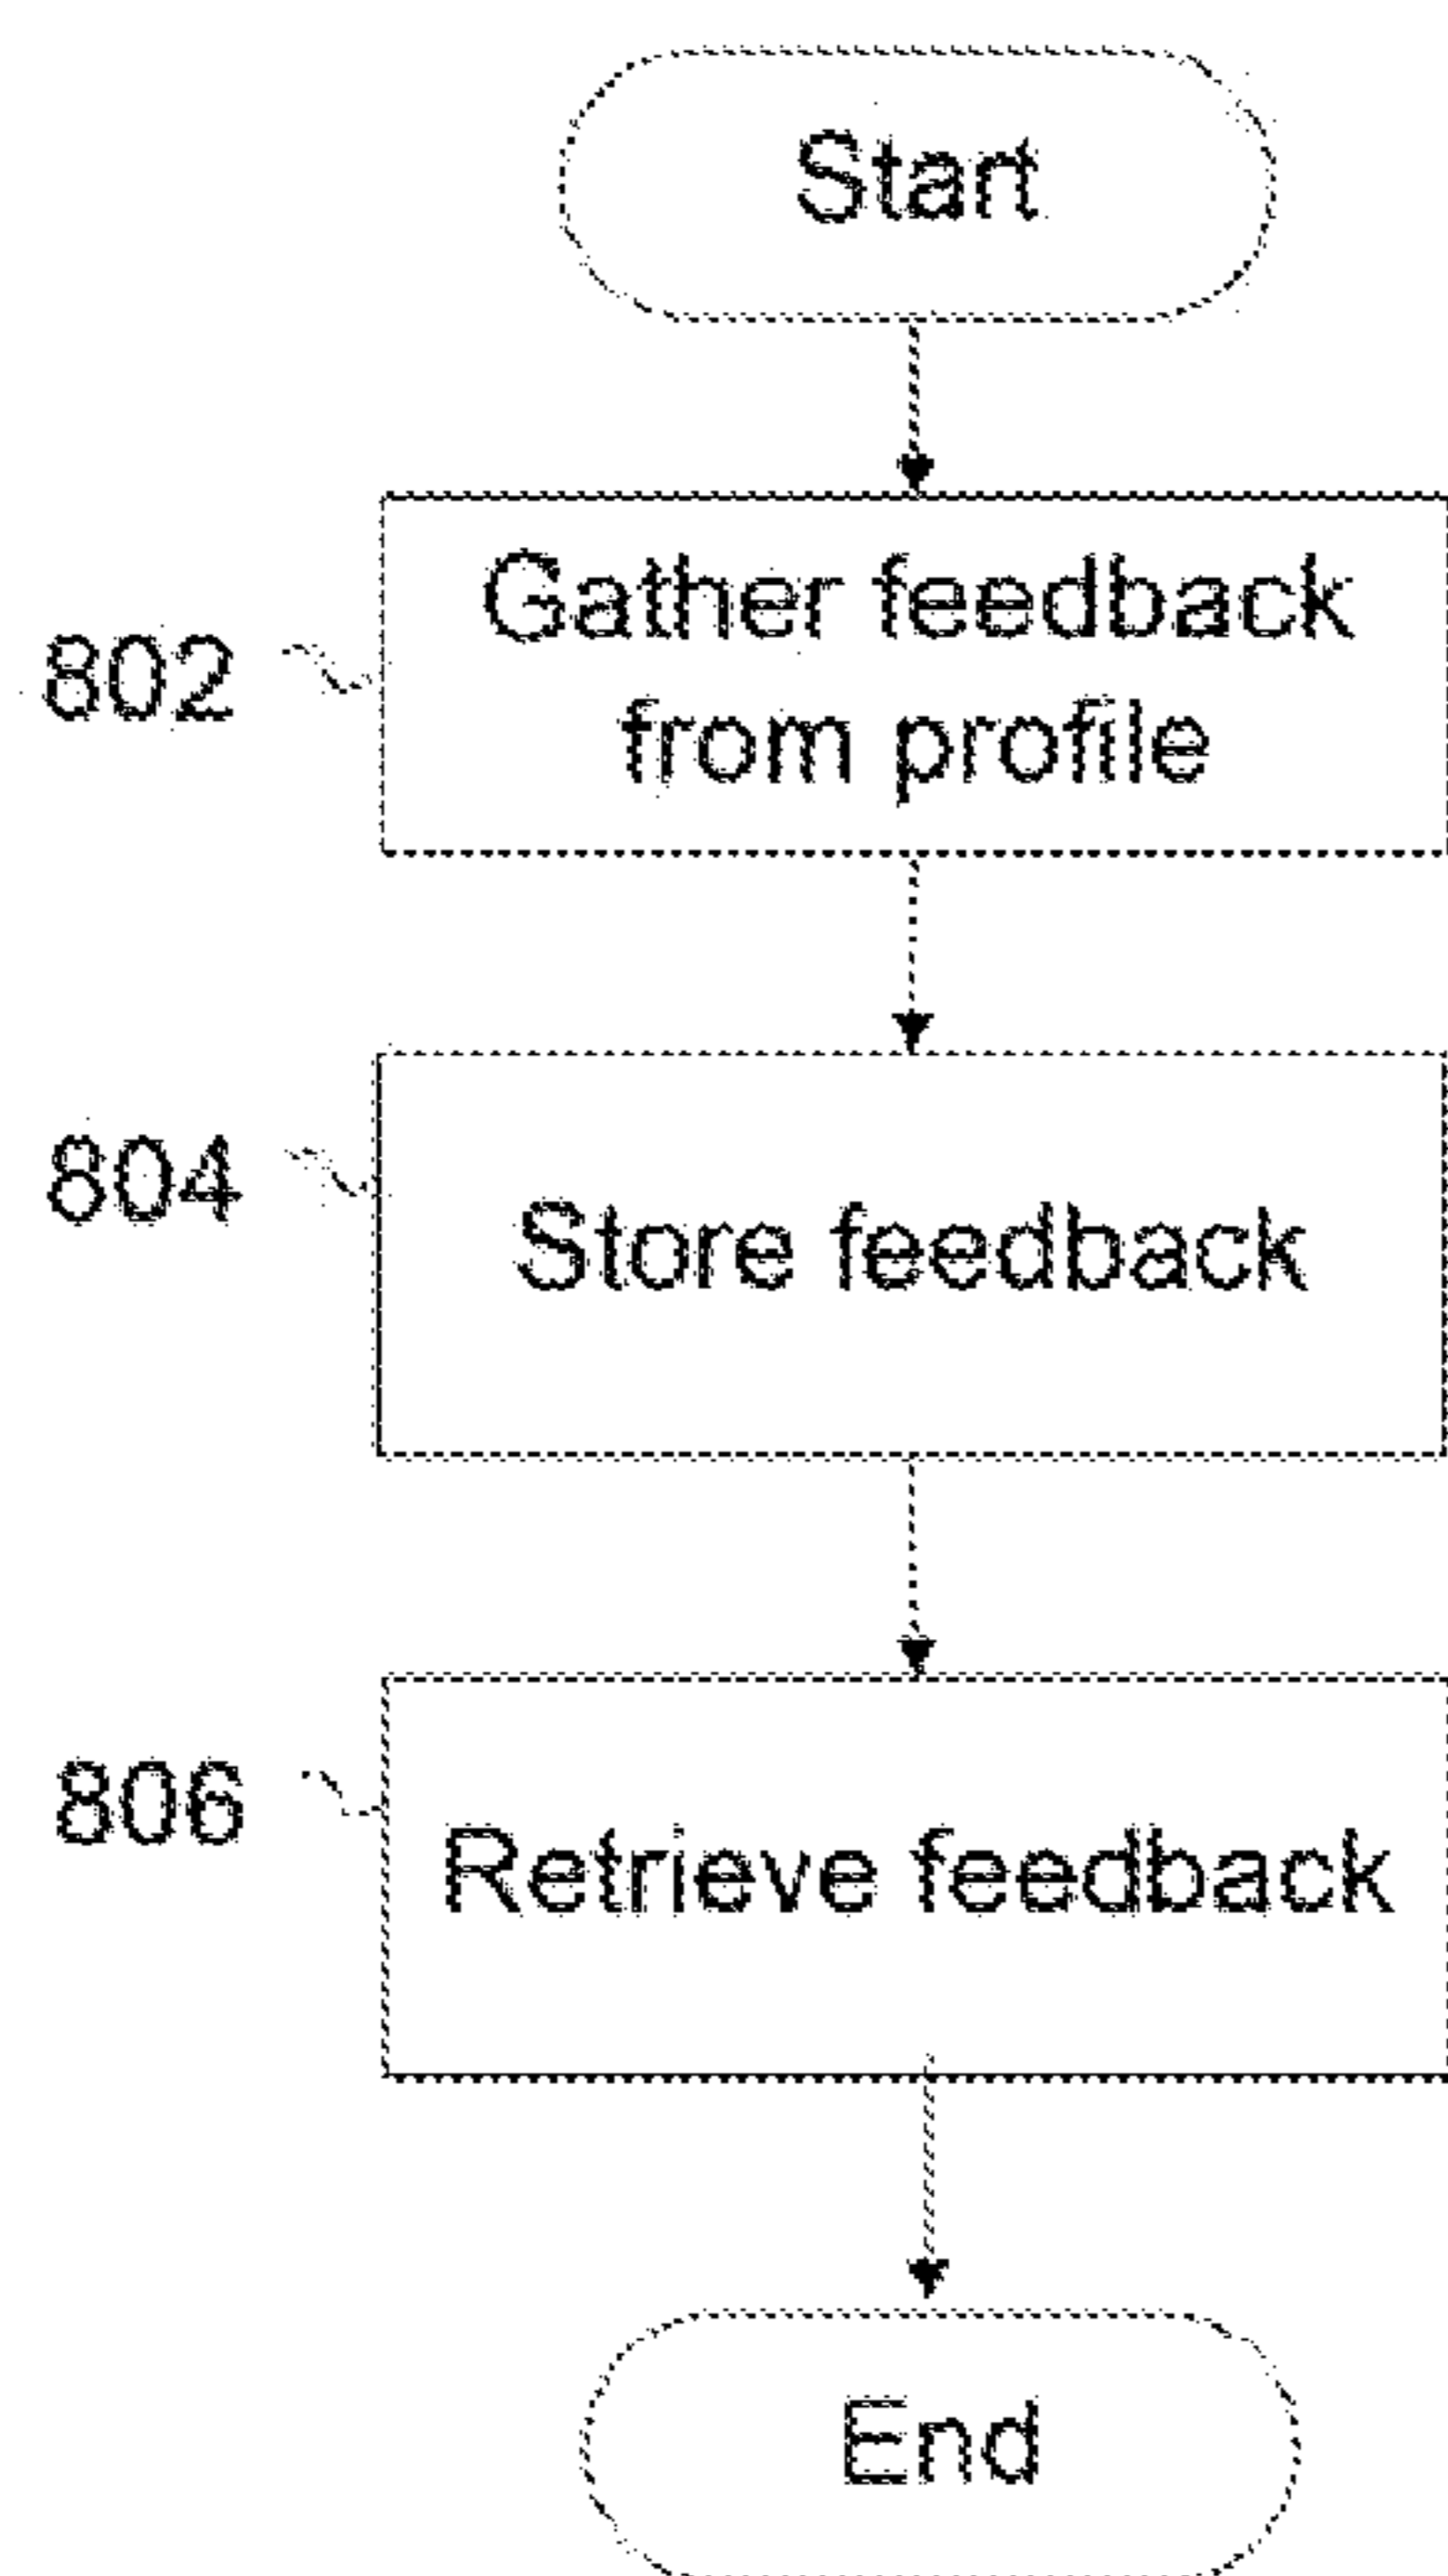 Start
802
Gather feedback
from profile
804
Store feedback
806
Retrieve feedback
End